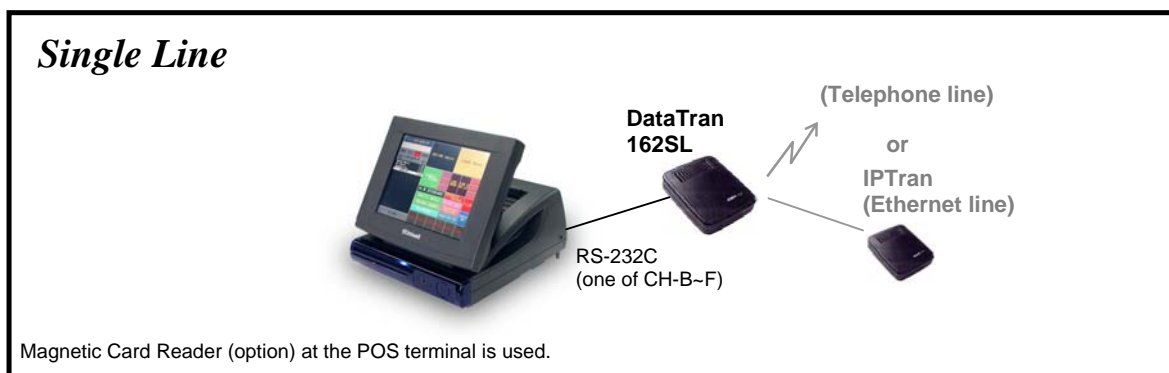 Single Line
(Telephone line)
DataTran
162SL
or
IPTran
(Ethernet line)
RS-232C
(one of CH-B~F)
Magnetic Card Reader (option) at the POS terminal is used.